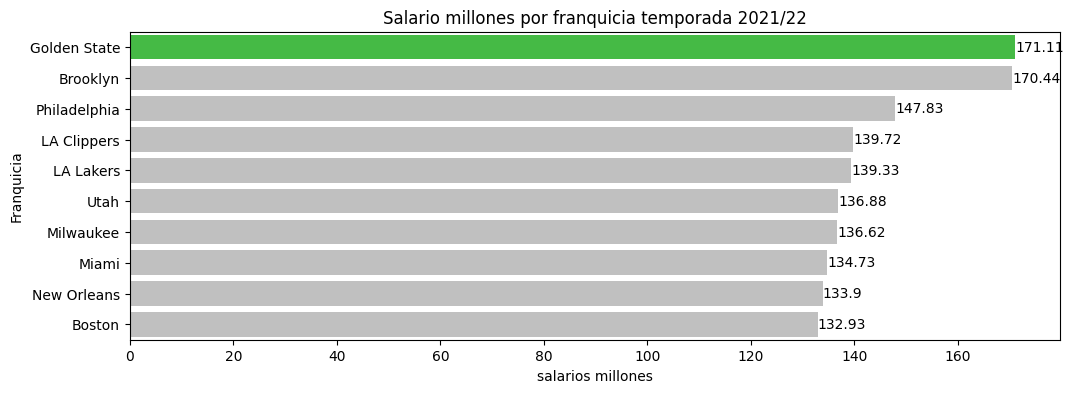 Salario millones por franquicia temporada 2021/22
Franquicia
Golden State 171.11
Brooklyn 170.44
Philadelphia 147.83
LA Clippers 139.72
LA Lakers 139.33
Utah 136.88
Milwaukee 136.62
Miami 134.73
New Orleans 133.9
Boston 132.93
0 20 40 60 80 100 120 140 160
salarios millones